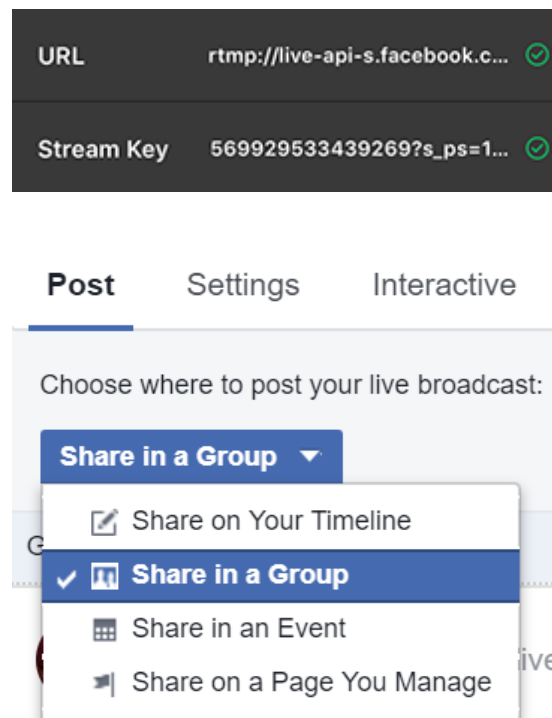 URL rtmp://live-api-s.facebook.c...
Stream Key 569929533439269?s_ps=1...
Post Settings Interactive
Choose where to post your live broadcast:
Share in a Group
Share on Your Timeline
Share in a Group
Share in an Event
Share on a Page You Manage